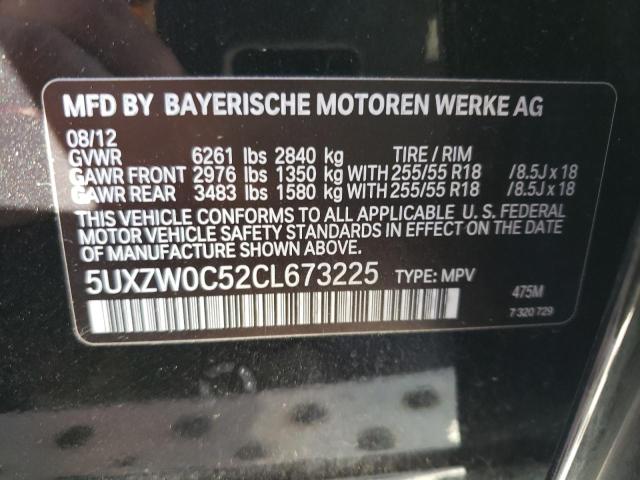 MFD BY BAYERISCHE MOTOREN WERKE AG
08/12
GVWR 6261 lbs 2840 kg TIRE / RIM
GAWR FRONT 2976 lbs 1350 kg WITH 255/55 R18 /8.5J x 18
GAWR REAR 3483 lbs 1580 kg WITH 255/55 R18 /8.5J x 18
THIS VEHICLE CONFORMS TO ALL APPLICABLE U. S. FEDERAL
MOTOR VEHICLE SAFETY STANDARDS IN EFFECT ON THE DATE
OF MANUFACTURE SHOWN ABOVE.
5UXZW0C52CL673225 TYPE: MPV
475M
7 320 729